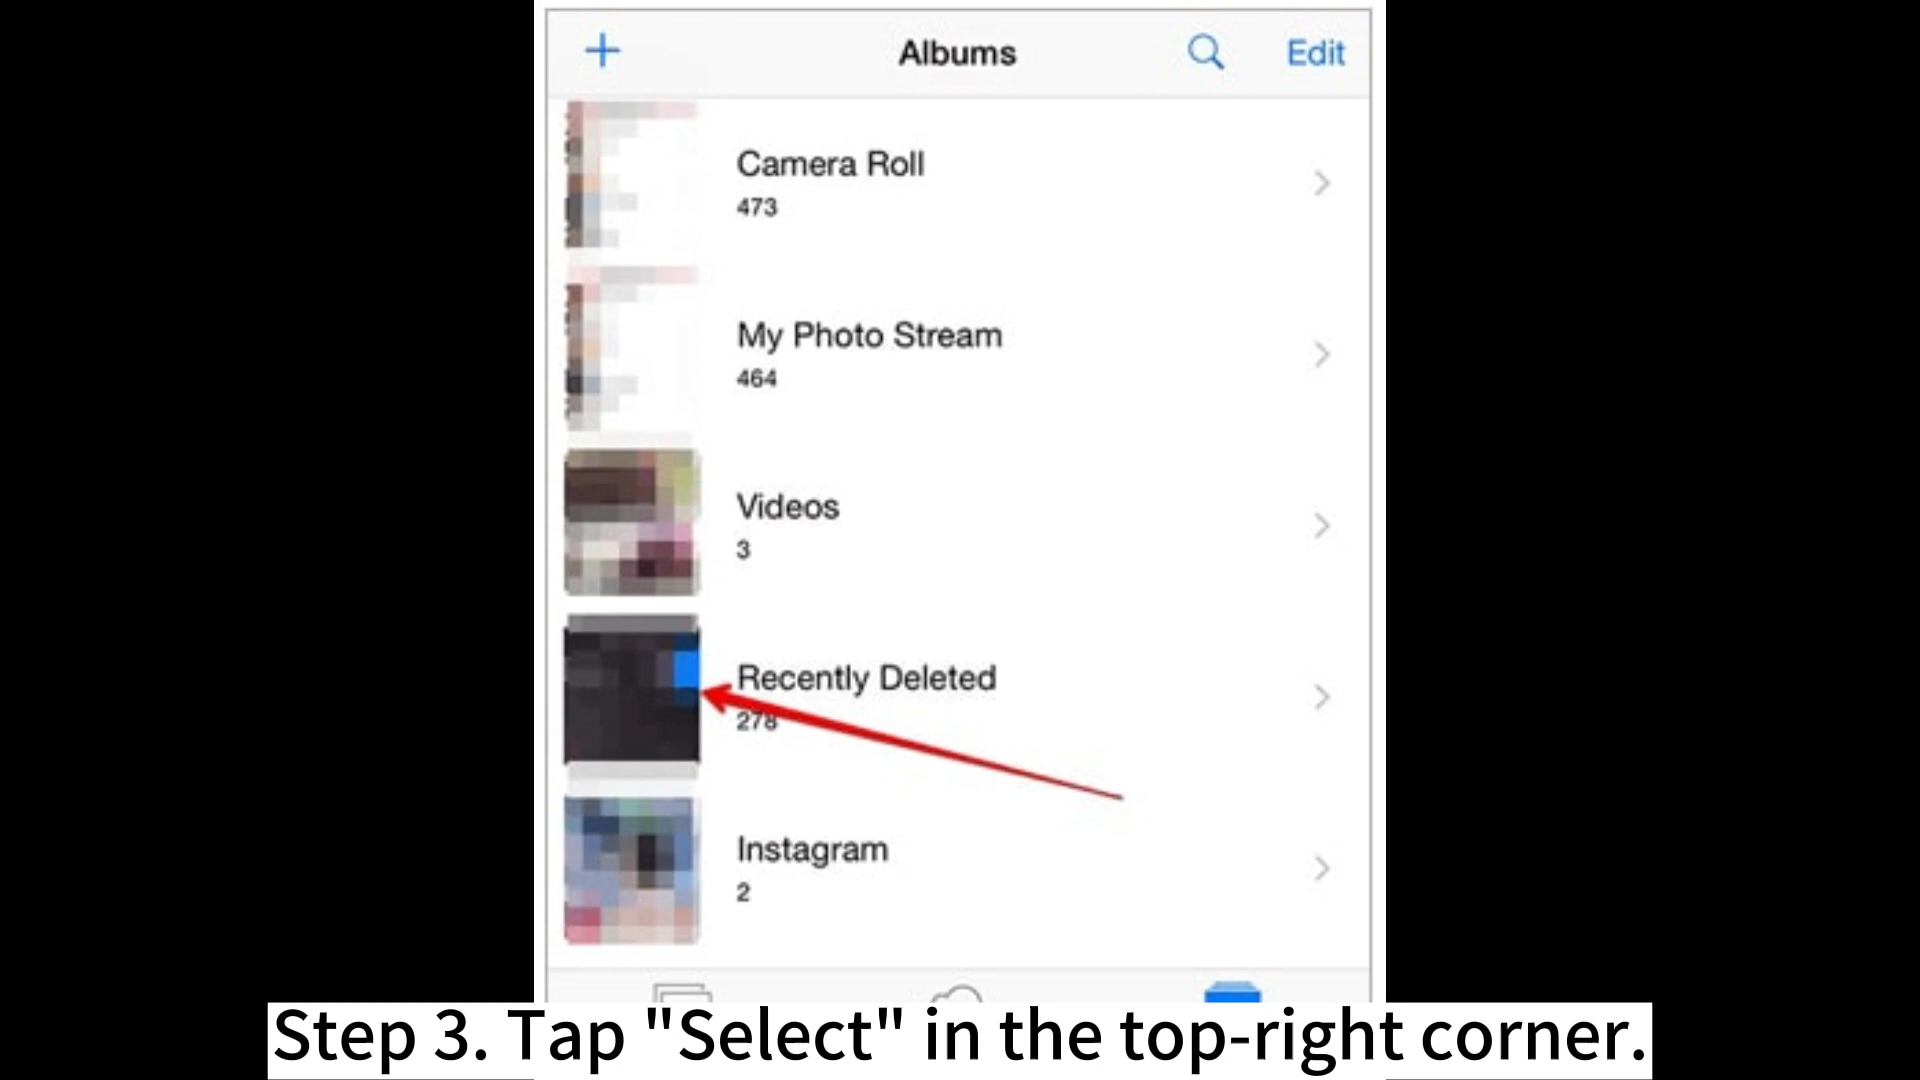 Albums
Edit
Camera Roll
473
My Photo Stream
464
Videos
3
Recently Deleted
278
Instagram
2
Step 3. Tap "Select" in the top-right corner.